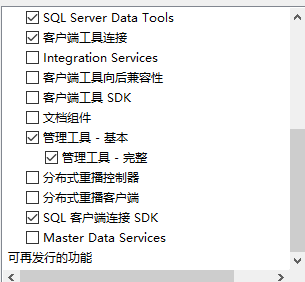 SQL Server Data Tools
客户端工具连接
Integration Services
客户端工具向后兼容性
客户端工具 SDK
文档组件
管理工具 - 基本
管理工具 - 完整
分布式重播控制器
分布式重播客户端
SQL 客户端连接 SDK
Master Data Services
可再发行的功能